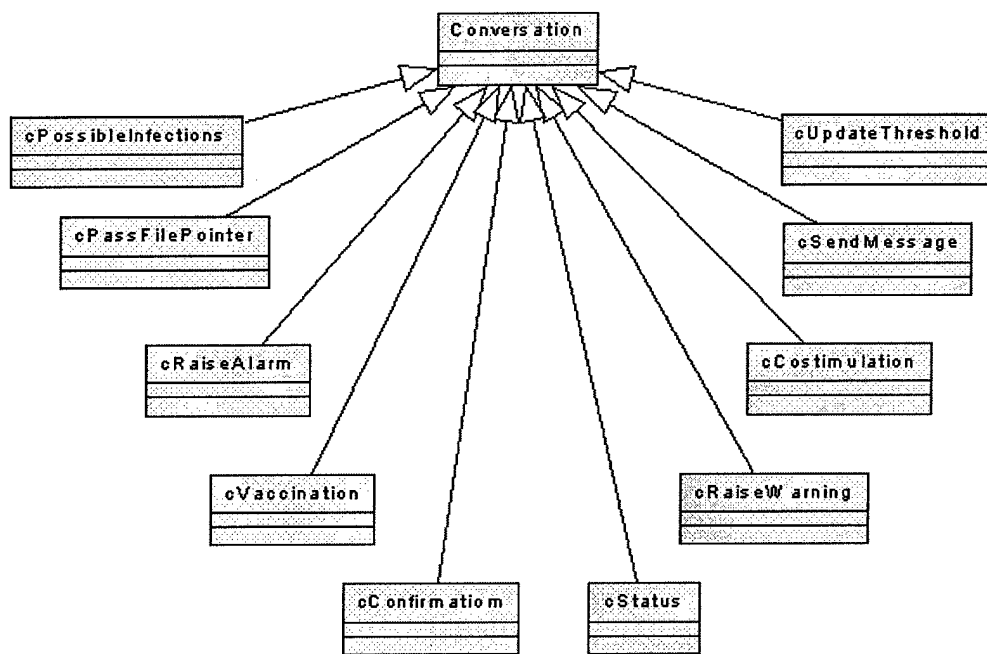 Conversation
cPossibleInfections
cUpdateThreshold
cPassFilePointer
cSendMessage
cRaiseAlarm
cCostimulation
cVaccination
cRaiseWarning
cConfirmatiom
cStatus